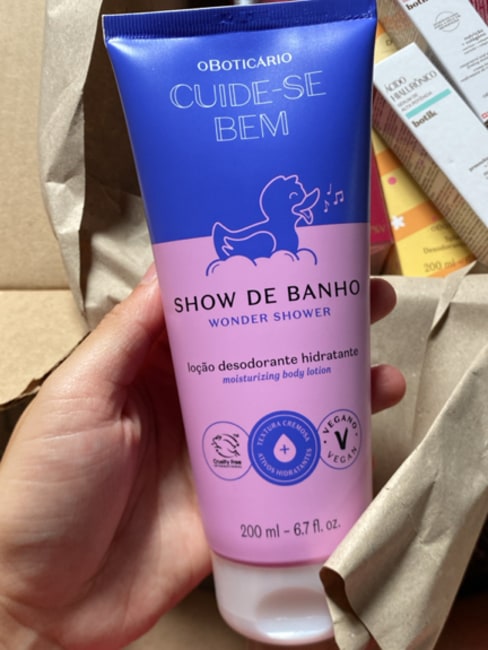 oBOTICÁRIO
CUIDE-SE
BEM
SHOW DE BANHO
WONDER SHOWER
loção desodorante hidratante
moisturizing body lotion
Cruelty free
TEXTURA CREMOSA
ATIVOS HIDRATANTES
VEGANO
VEGAN
200 ml – 6.7 fl. oz.
ÁCIDO
HIALURÔNICO
botik
200 ml